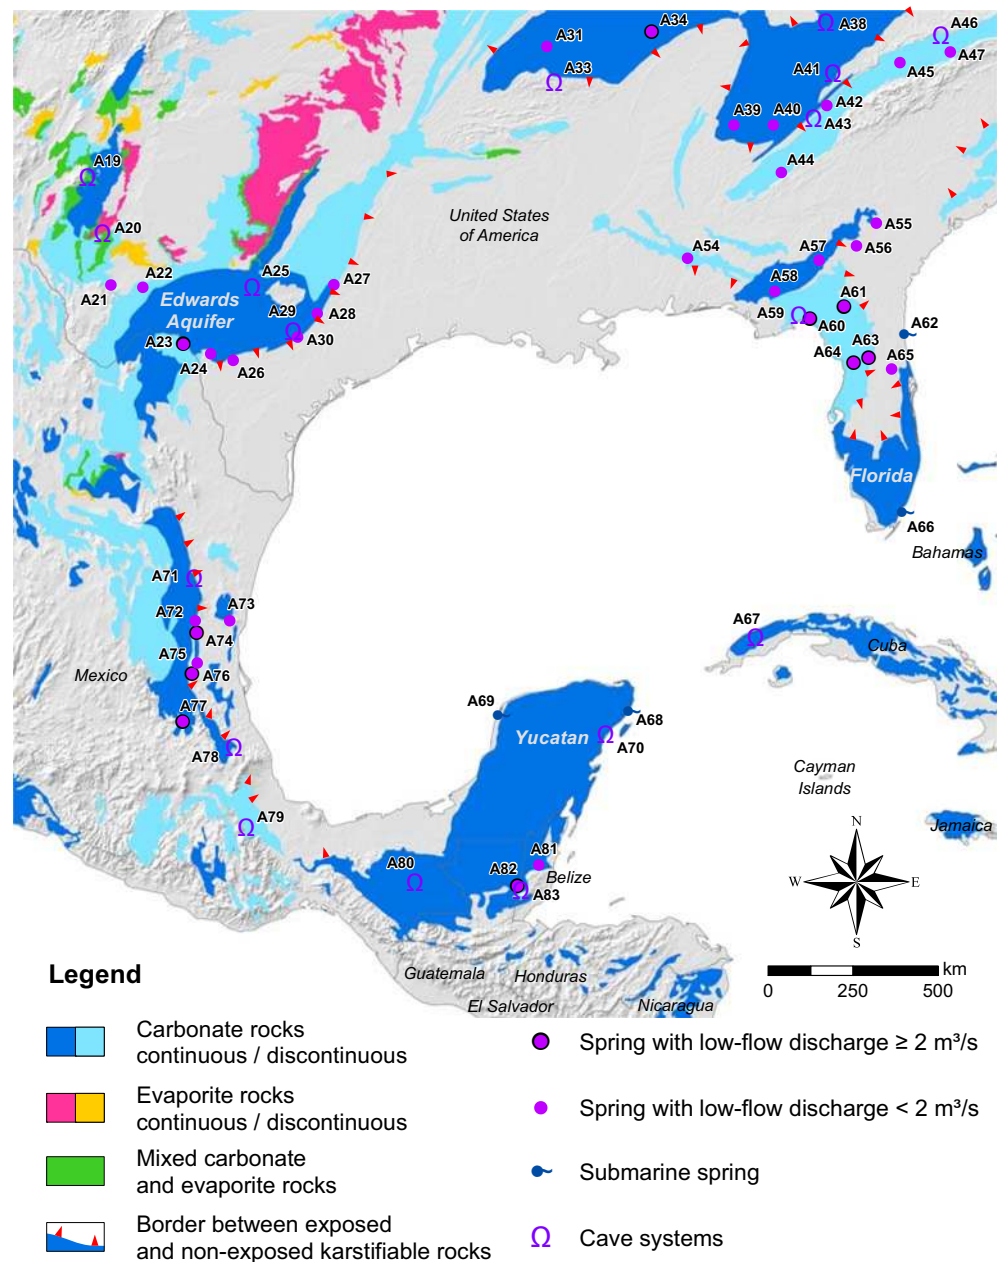 A34
A38
A46
A31
A47
A33
A41
A45
A42
A39
A40
A43
A19
A44
A20
United States
of America
A55
A54
A57
A56
A21
A22
A25
A27
A58
A61
Edwards
Aquifer
A29
A28
A59
A60
A62
A23
A30
A63
A24
A26
A64
A65
Florida
A66
Bahamas
A71
A72
A73
A74
A67
Cuba
A75
Mexico
A76
A69
A77
A68
Yucatan
A70
A78
Cayman
Islands
A79
N
Jamaica
A80
A82
A81
Belize
W
E
A83
S
Legend
Guatemala
Honduras
km
El Salvador
Nicaragua
0
250
500
Carbonate rocks
continuous / discontinuous
Spring with low-flow discharge ≥ 2 m³/s
Evaporite rocks
continuous / discontinuous
Spring with low-flow discharge < 2 m³/s
Mixed carbonate
and evaporite rocks
Submarine spring
Border between exposed
and non-exposed karstifiable rocks
Cave systems